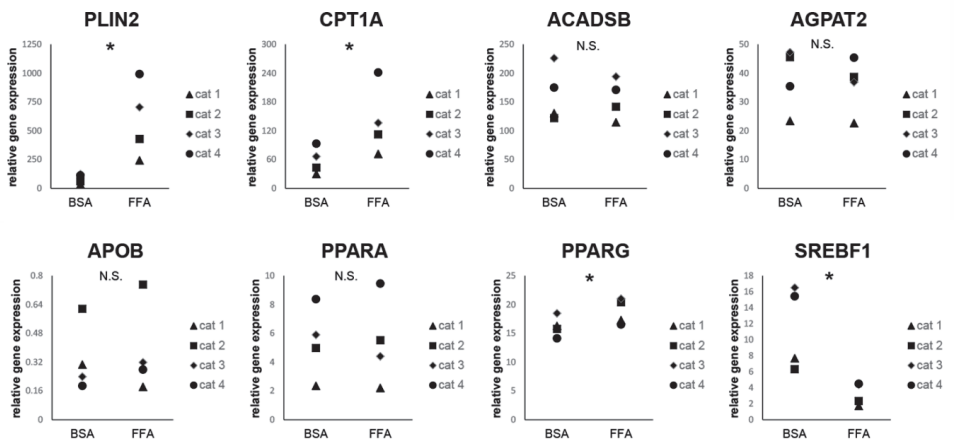 PLIN2
*
relative gene expression
1250
1000
750
500
250
0
BSA FFA
cat 1
cat 2
cat 3
cat 4
CPT1A
*
relative gene expression
300
240
180
120
60
0
BSA FFA
cat 1
cat 2
cat 3
cat 4
ACADSB
N.S.
relative gene expression
250
200
150
100
50
0
BSA FFA
cat 1
cat 2
cat 3
cat 4
AGPAT2
N.S.
relative gene expression
50
40
30
20
10
0
BSA FFA
cat 1
cat 2
cat 3
cat 4
APOB
N.S.
relative gene expression
0.8
0.64
0.48
0.32
0.16
0
BSA FFA
cat 1
cat 2
cat 3
cat 4
PPARA
N.S.
relative gene expression
10
8
6
4
2
0
BSA FFA
cat 1
cat 2
cat 3
cat 4
PPARG
*
relative gene expression
25
20
15
10
5
0
BSA FFA
cat 1
cat 2
cat 3
cat 4
SREBF1
*
relative gene expression
18
16
14
12
10
8
6
4
2
0
BSA FFA
cat 1
cat 2
cat 3
cat 4